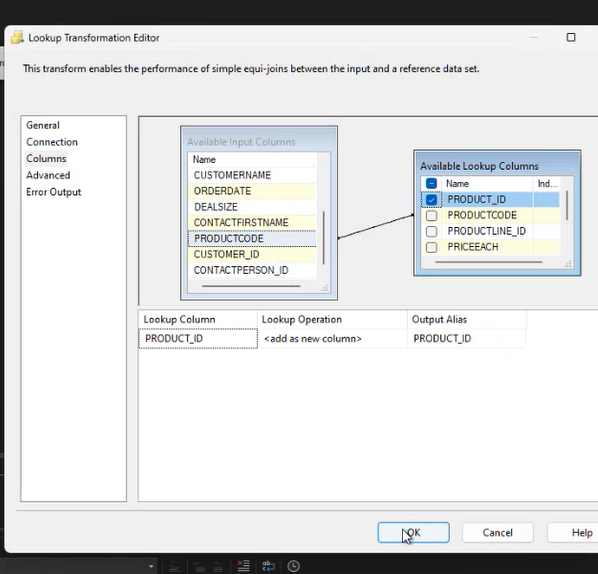 Lookup Transformation Editor
This transform enables the performance of simple equi-joins between the input and a reference data set.
General
Connection
Columns
Advanced
Error Output
Available Input Columns
Name
CUSTOMERNAME
ORDERDATE
DEALSIZE
CONTACTFIRSTNAME
PRODUCTCODE
CUSTOMER_ID
CONTACTPERSON_ID
Available Lookup Columns
Name Ind...
PRODUCT_ID
PRODUCTCODE
PRODUCTLINE_ID
PRICEEACH
Lookup Column Lookup Operation Output Alias
PRODUCT_ID <add as new column> PRODUCT_ID
OK Cancel Help